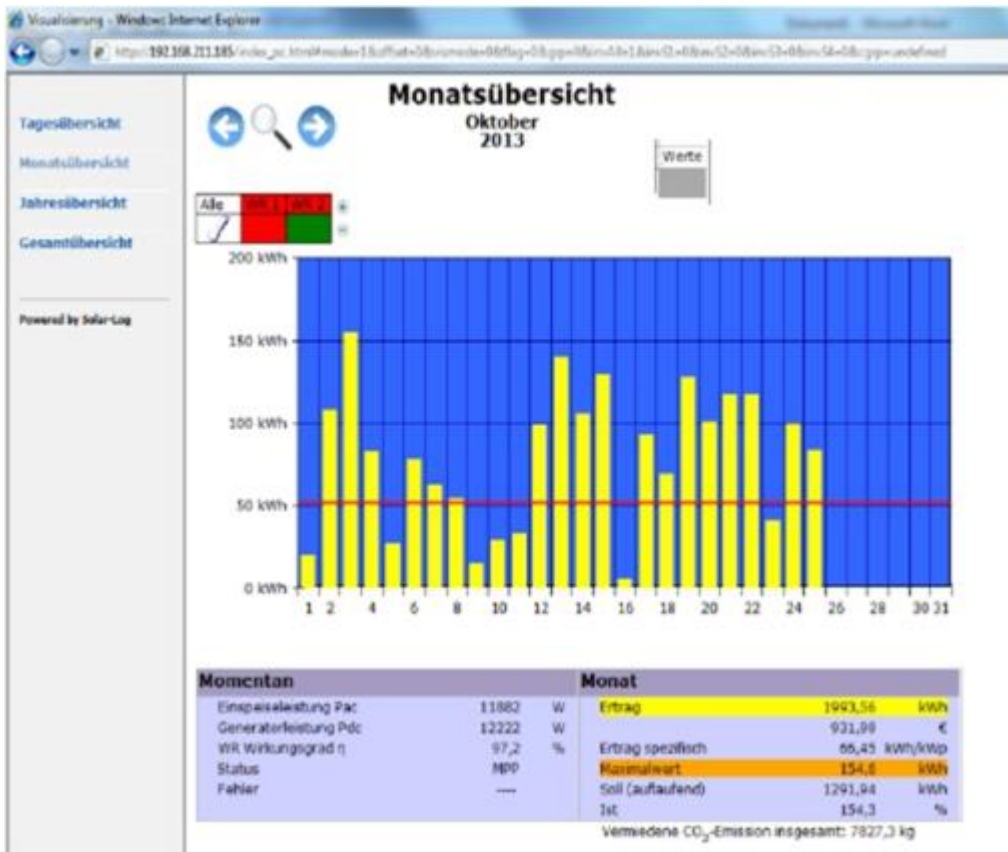 Visualisierung - Windows Internet Explorer
Monatsübersicht
Oktober
2013
Tagesübersicht
Monatsübersicht
Jahresübersicht
Gesamtübersicht
Powered by Solar-Log
Werte
Alle WR 1 WR 2
200 kWh
150 kWh
100 kWh
50 kWh
0 kWh
1 2 4 6 8 10 12 14 16 18 20 22 24 26 28 30 31
Momentan
Einspeiseleistung Pac 11882 W
Generatorleistung Pdc 12222 W
WR Wirkungsgrad η 97,2 %
Status MPP
Fehler ----
Monat
Ertrag 1993,56 kWh
€
Ertrag spezifisch 66,45 kWh/kWp
Maximalwert 154,8 kWh
Soll (auflaufend) 1291,94 kWh
Ist 154,3 %
Vermiedene CO2-Emission insgesamt: 7827,3 kg